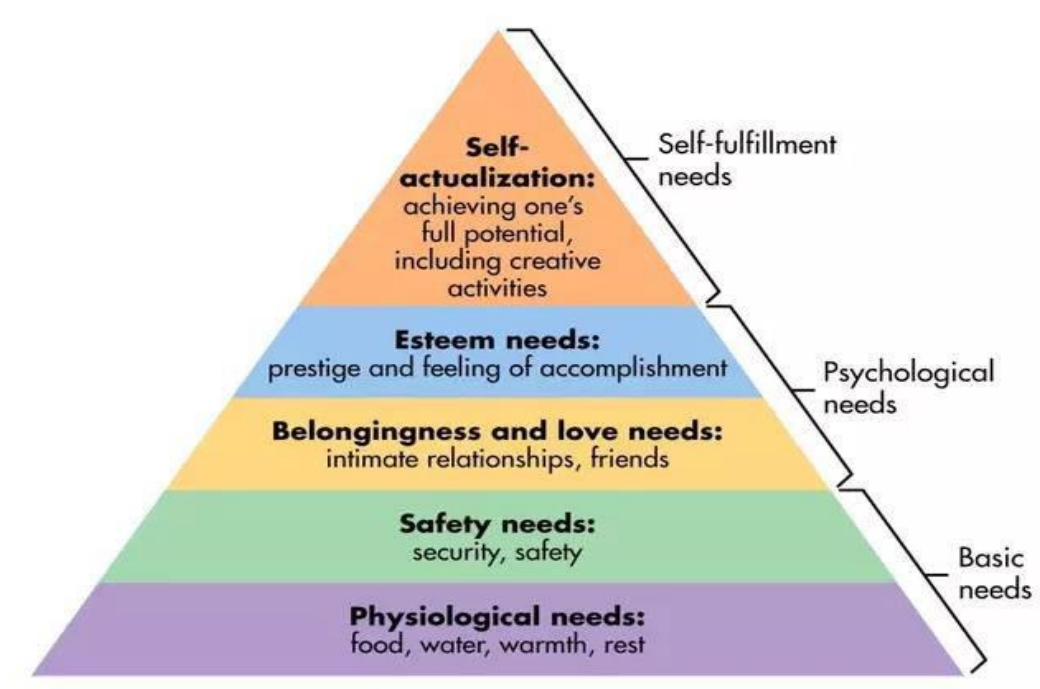 Self-
actualization:
achieving one's
full potential,
including creative
activities
Self-fulfillment
needs
Esteem needs:
prestige and feeling of accomplishment
Psychological
needs
Belongingness and love needs:
intimate relationships, friends
Safety needs:
security, safety
Basic
needs
Physiological needs:
food, water, warmth, rest